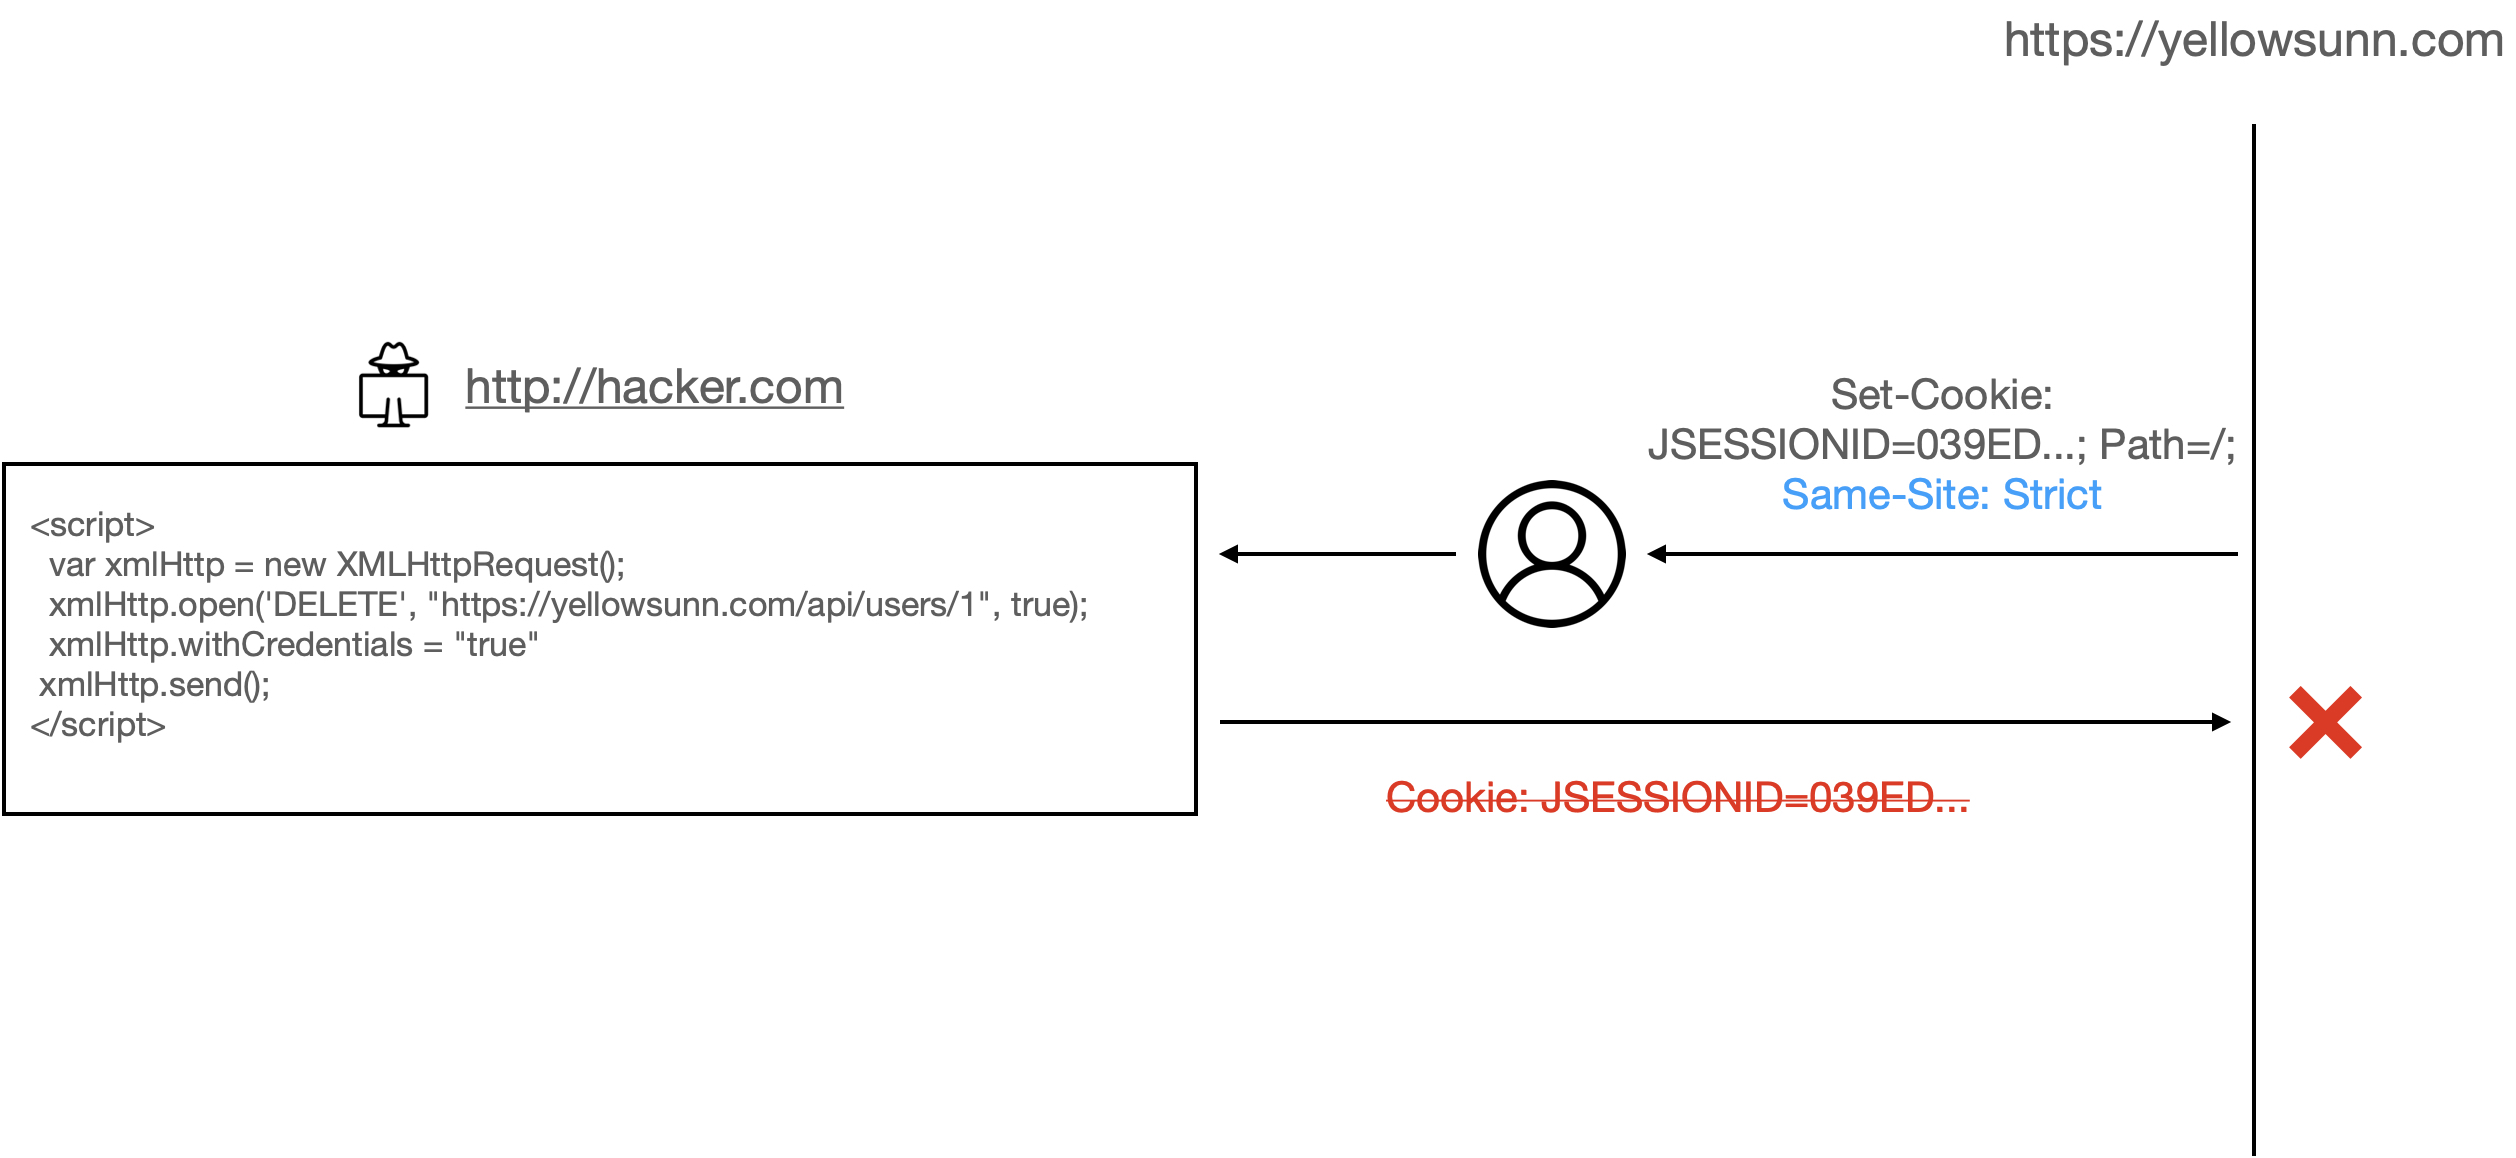 https://yellowsunn.com
http://hacker.com
Set-Cookie:
JSESSIONID=039ED...; Path=/;
Same-Site: Strict
<script>
var xmlHttp = new XMLHttpRequest();
xmlHttp.open('DELETE', "https://yellowsunn.com/api/users/1", true);
xmlHttp.withCredentials = "true"
xmlHttp.send();
</script>
Cookie: JSESSIONID=039ED...